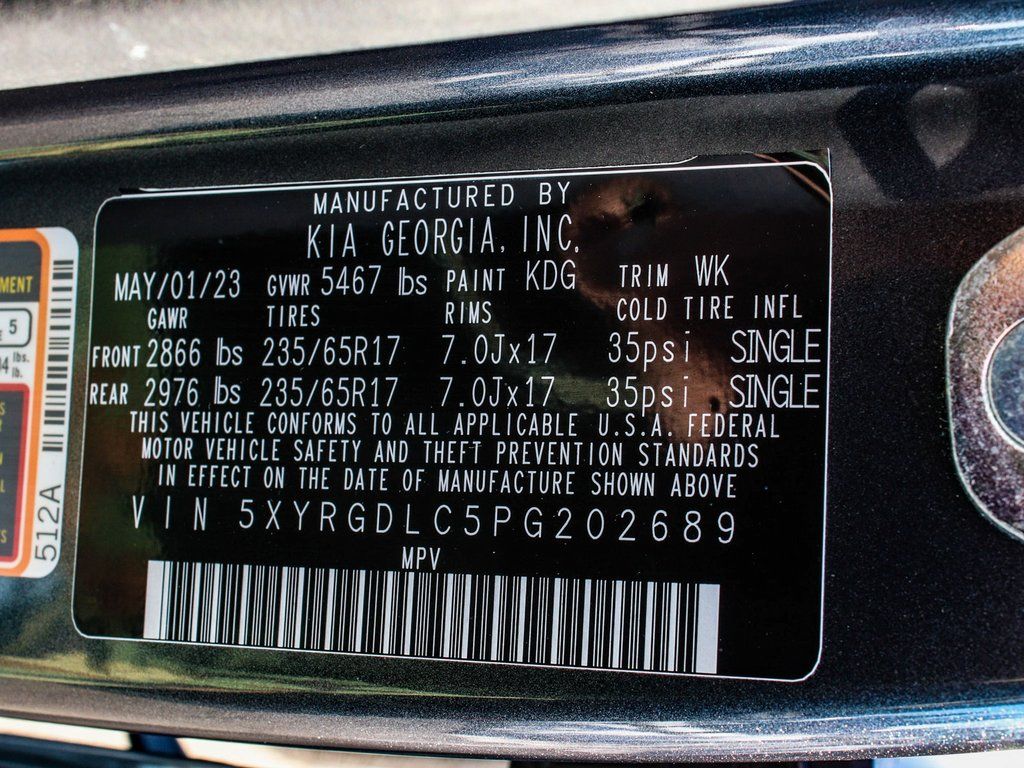 MANUFACTURED BY
KIA GEORGIA, INC.
MAY/01/23 GVWR 5467 lbs PAINT KDG TRIM WK
GAWR TIRES RIMS COLD TIRE INFL
FRONT 2866 lbs 235/65R17 7.0Jx17 35psi SINGLE
REAR 2976 lbs 235/65R17 7.0Jx17 35psi SINGLE
THIS VEHICLE CONFORMS TO ALL APPLICABLE U.S.A. FEDERAL
MOTOR VEHICLE SAFETY AND THEFT PREVENTION STANDARDS
IN EFFECT ON THE DATE OF MANUFACTURE SHOWN ABOVE
VIN 5XYRGDLC5PG202689
MPV
512A
5
lbs.